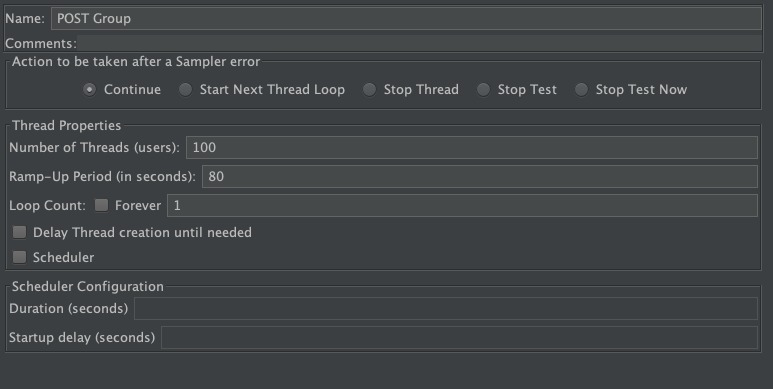 Name: POST Group
Comments:
Action to be taken after a Sampler error
Continue Start Next Thread Loop Stop Thread Stop Test Stop Test Now
Thread Properties
Number of Threads (users): 100
Ramp-Up Period (in seconds): 80
Loop Count: Forever 1
Delay Thread creation until needed
Scheduler
Scheduler Configuration
Duration (seconds)
Startup delay (seconds)